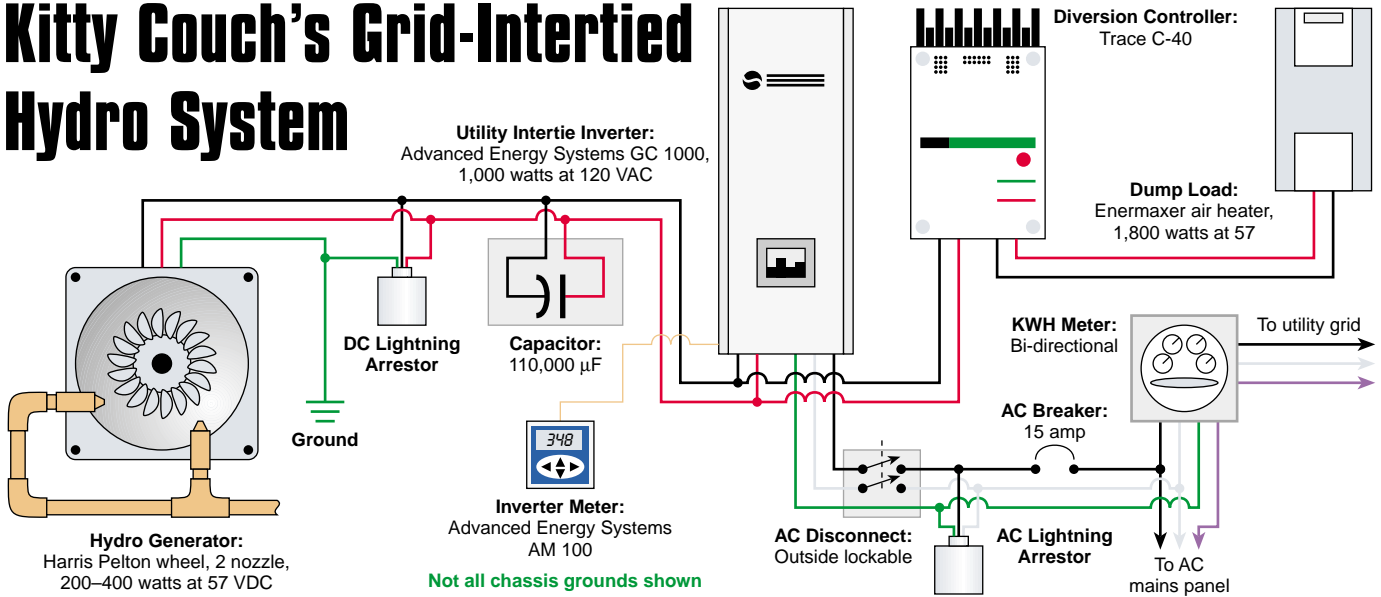 Kitty Couch's Grid-Intertied
Hydro System
Utility Intertie Inverter:
Advanced Energy Systems GC 1000,
1,000 watts at 120 VAC
Diversion Controller:
Trace C-40
Dump Load:
Enermaxer air heater,
1,800 watts at 57
DC Lightning
Arrestor
Capacitor:
110,000 µF
KWH Meter:
Bi-directional
To utility grid
Ground
348
AC Breaker:
15 amp
Inverter Meter:
Advanced Energy Systems
AM 100
Hydro Generator:
Harris Pelton wheel, 2 nozzle,
200–400 watts at 57 VDC
Not all chassis grounds shown
AC Disconnect:
Outside lockable
AC Lightning
Arrestor
To AC
mains panel